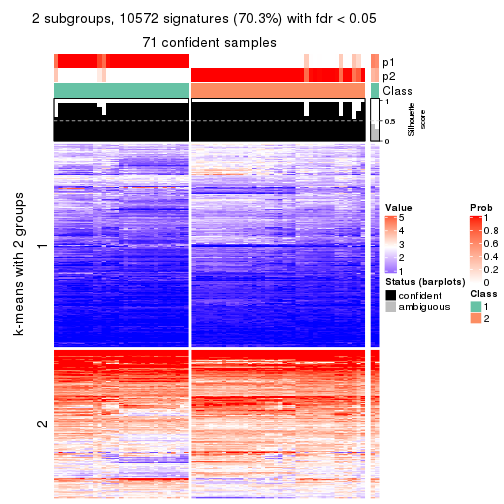 2 subgroups, 10572 signatures (70.3%) with fdr < 0.05
71 confident samples
p1
p2
Class
1
0.5
0
Silhouette
score
k-means with 2 groups
1
2
Value
5
4
3
2
1
Status (barplots)
confident
ambiguous
Prob
1
0.8
0.6
0.4
0.2
0
Class
1
2